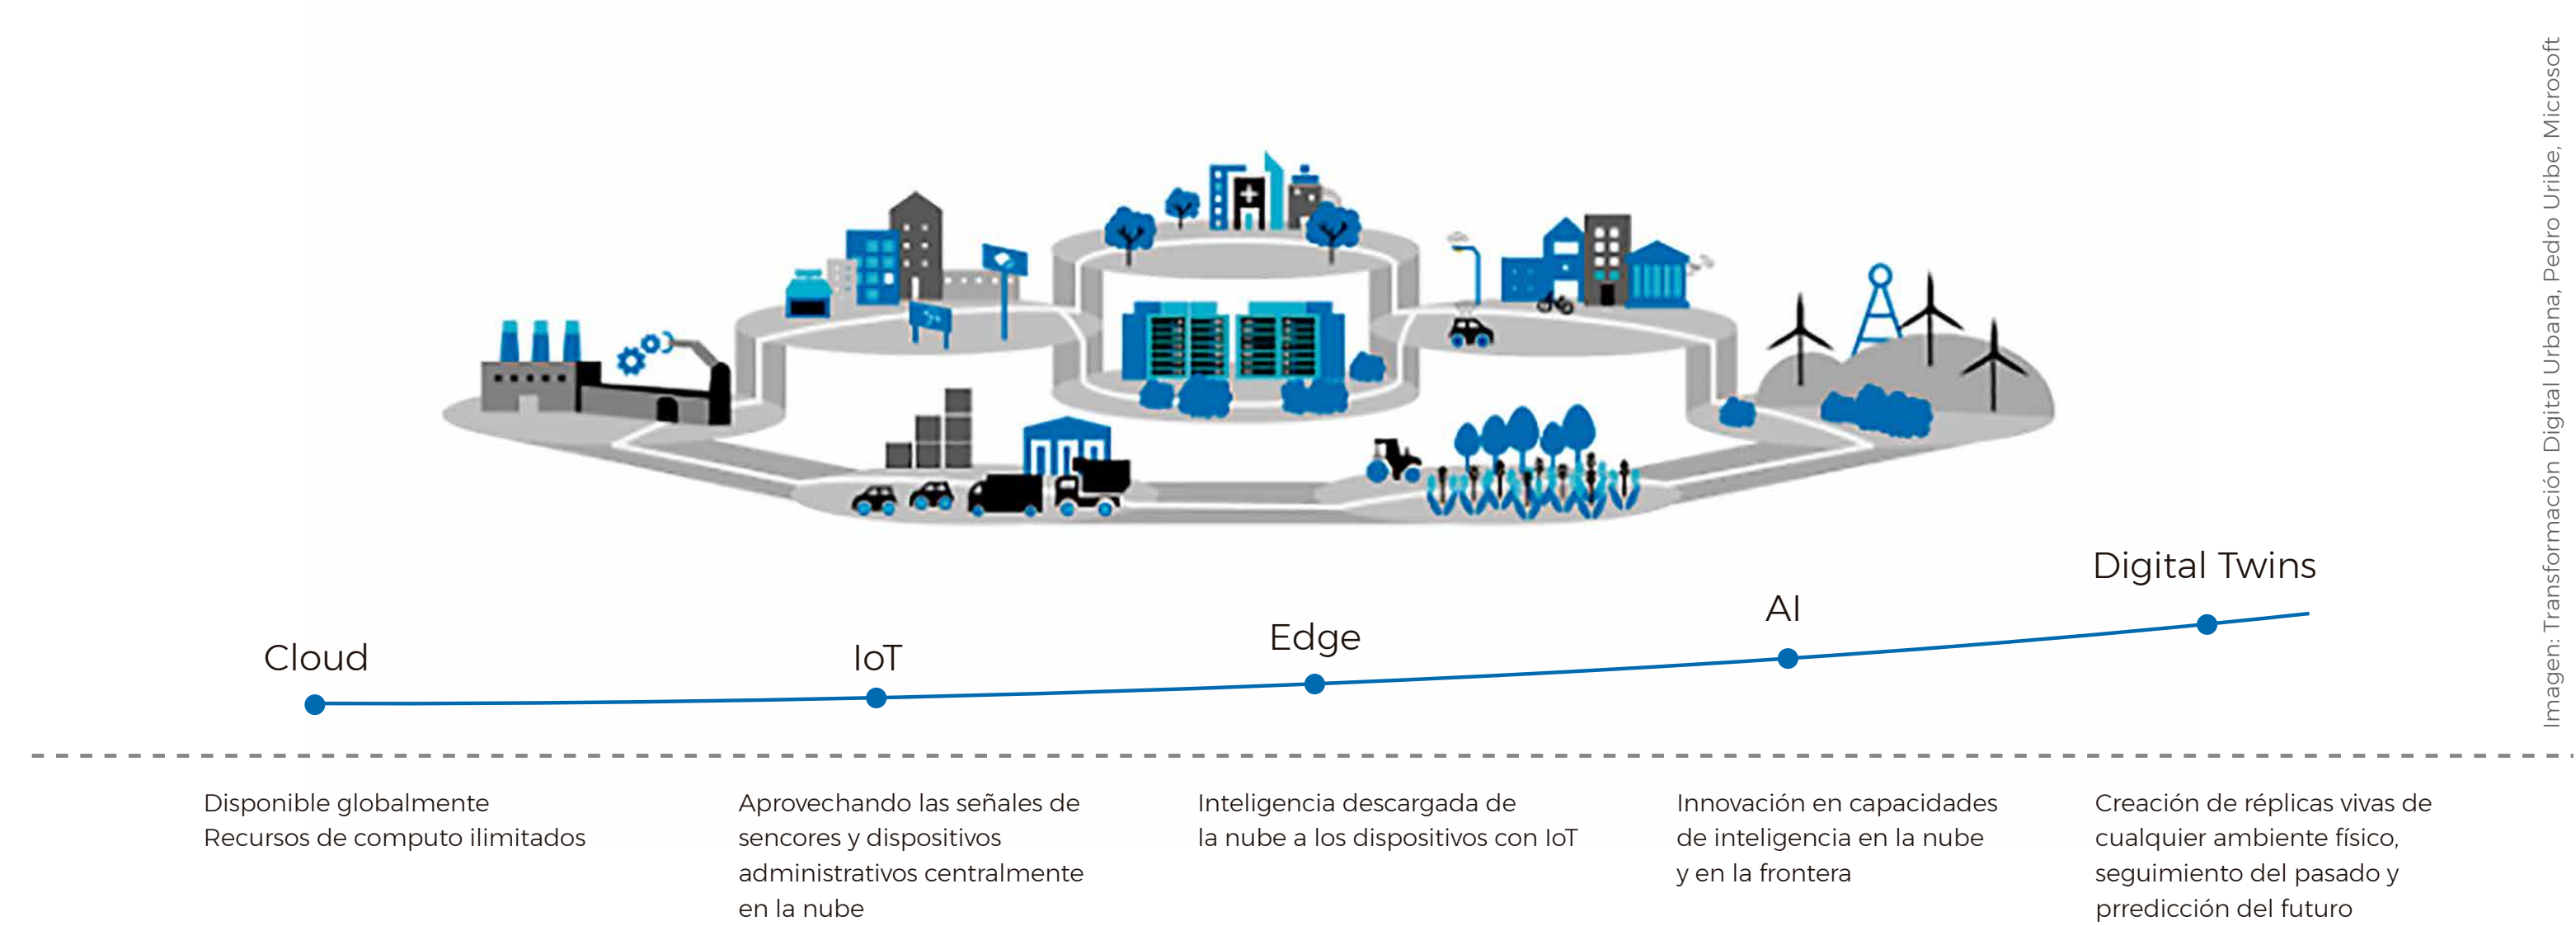 Imagen: Transformación Digital Urbana, Pedro Uribe, Microsoft
Cloud
IoT
Edge
AI
Digital Twins
Disponible globalmente
Recursos de computo ilimitados
Aprovechando las señales de
sencores y dispositivos
administrativos centralmente
en la nube
Inteligencia descargada de
la nube a los dispositivos con IoT
Innovación en capacidades
de inteligencia en la nube
y en la frontera
Creación de réplicas vivas de
cualquier ambiente físico,
seguimiento del pasado y
prredicción del futuro